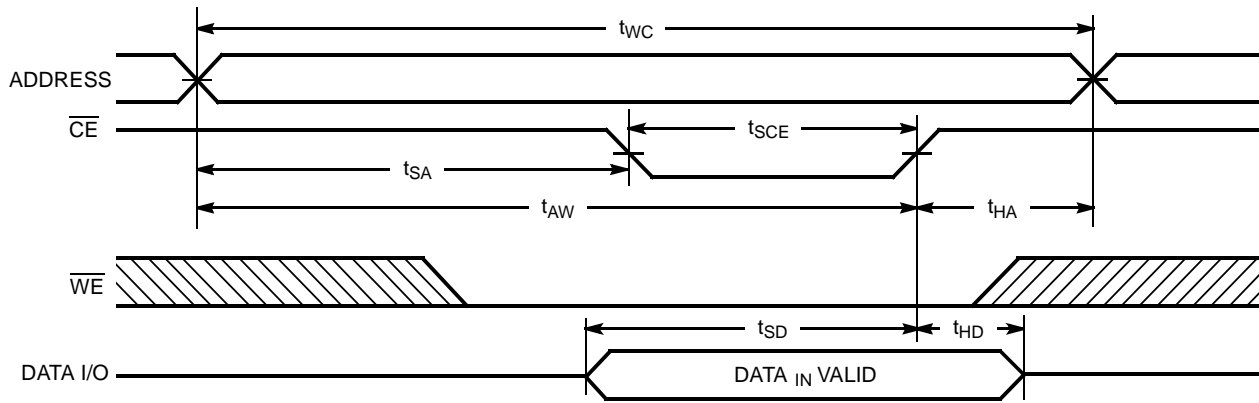 tWC
ADDRESS
CE
tSCE
tSA
tAW
tHA
WE
tSD
tHD
DATA I/O
DATA IN VALID